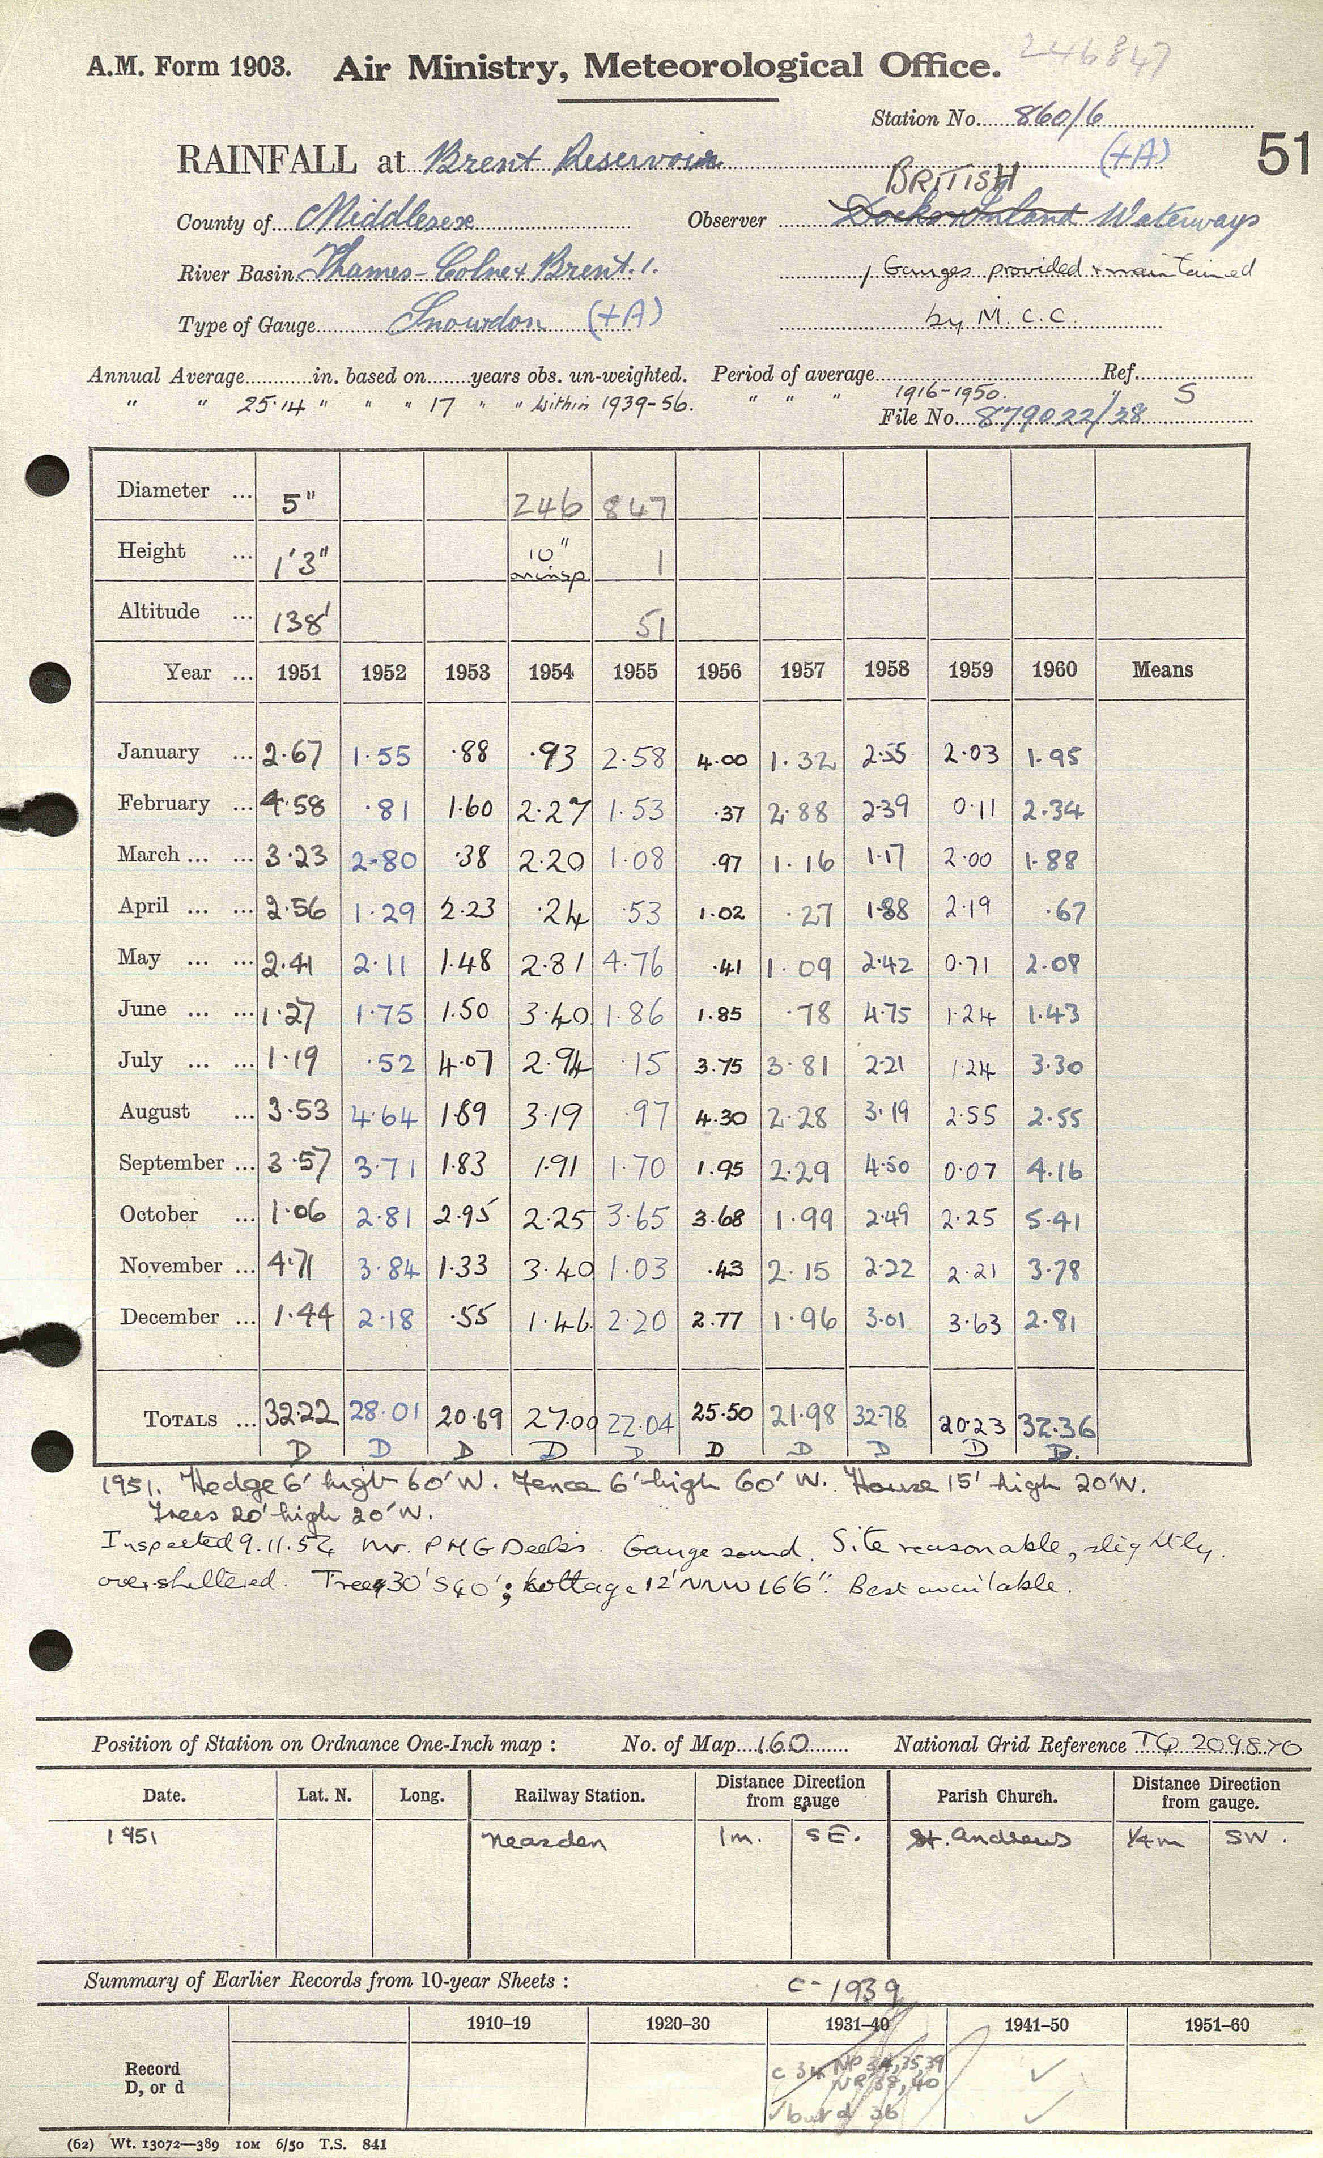 246847
A.M. Form 1903. Air Ministry, Meteorological Office.
Station No. 860/6
RAINFALL at Brent Reservoir (+A) 51
BRITISH
County of Middlesex Observer Docks & Inland Waterways
River Basin Thames-Colne & Brent. 1. Gauges provided & maintained
Type of Gauge Snowdon (+A) by M.C.C.
Annual Average in. based on years obs. un-weighted. Period of average Ref.
" " 25.14 " " " 17 " " within 1939-56. " " " 1916-1950. " S
File No. 879022/38
Diameter ... 5" 246 847
Height ... 1'3" 10" on insp 1
Altitude ... 138' 51
Year ... 1951 1952 1953 1954 1955 1956 1957 1958 1959 1960 Means
January ... 2.67 1.55 .88 .93 2.58 4.00 1.32 2.55 2.03 1.95
February ... 4.58 .81 1.60 2.27 1.53 .37 2.88 2.39 0.11 2.34
March ... ... 3.23 2.80 .38 2.20 1.08 .97 1.16 1.17 2.00 1.88
April ... ... 2.56 1.29 2.23 .24 .53 1.02 .27 1.88 2.19 .67
May ... ... 2.41 2.11 1.48 2.81 4.76 .41 1.09 2.42 0.71 2.08
June ... ... 1.27 1.75 1.50 3.40 1.86 1.85 .78 4.75 1.24 1.43
July ... ... 1.19 .52 4.07 2.94 .15 3.75 3.81 2.21 1.24 3.30
August ... 3.53 4.64 1.89 3.19 .97 4.30 2.28 3.19 2.55 2.55
September ... 3.57 3.71 1.83 1.91 1.70 1.95 2.29 4.50 0.07 4.16
October ... 1.06 2.81 2.95 2.25 3.65 3.68 1.99 2.49 2.25 5.41
November ... 4.71 3.84 1.33 3.40 1.03 .43 2.15 2.22 2.21 3.78
December ... 1.44 2.18 .55 1.46 2.20 2.77 1.96 3.01 3.63 2.81
TOTALS ... 32.22 28.01 20.69 27.00 22.04 25.50 21.98 32.78 20.23 32.36
D D D D D D D D D D.
1951. Hedge 6' high 60' W. Fence 6' high 60' W. House 15' high 20' W.
Trees 20' high 20' W.
Inspected 9.11.54 Mr. PMG Deeks. Gauge sound. Site reasonable, slightly
oversheltered. Trees 30' S40'; Cottage 12' NNW 16'6". Best available.
Position of Station on Ordnance One-Inch map : No. of Map 160 National Grid Reference TQ 209870
Date. Lat. N. Long. Railway Station. Distance from gauge Direction Parish Church. Distance Direction from gauge.
1951 Neasden 1m. SE. St. Andrews 1/4m SW.
Summary of Earlier Records from 10-year Sheets : C-1939
1910–19 1920–30 1931–40 1941–50 1951–60
Record D, or d
NP 34,35,39 ✓
NR 38, 40
36 ✓
(62) Wt. 13072—389 10M 6/50 T.S. 841